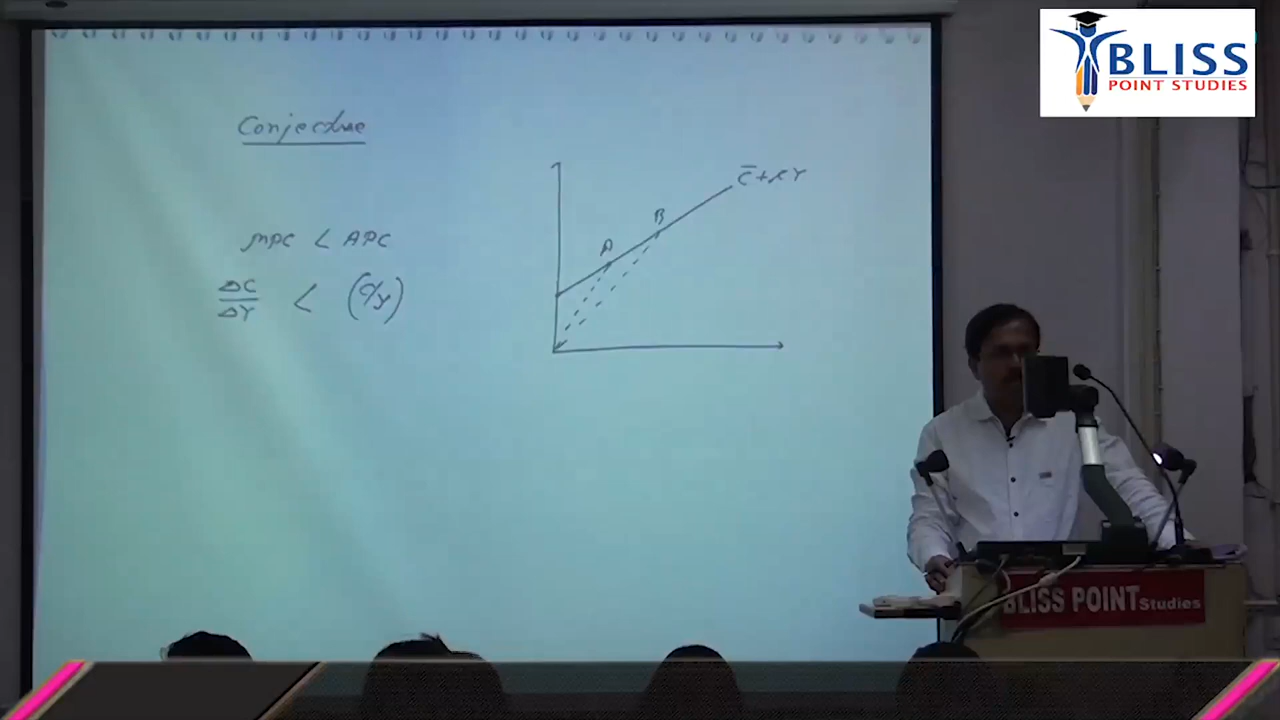 BLISS
POINT STUDIES
Conjecture
MPC < APC
ΔC/ΔY < (C/Y)
A
B
C̄ + cY
BLISS POINT Studies